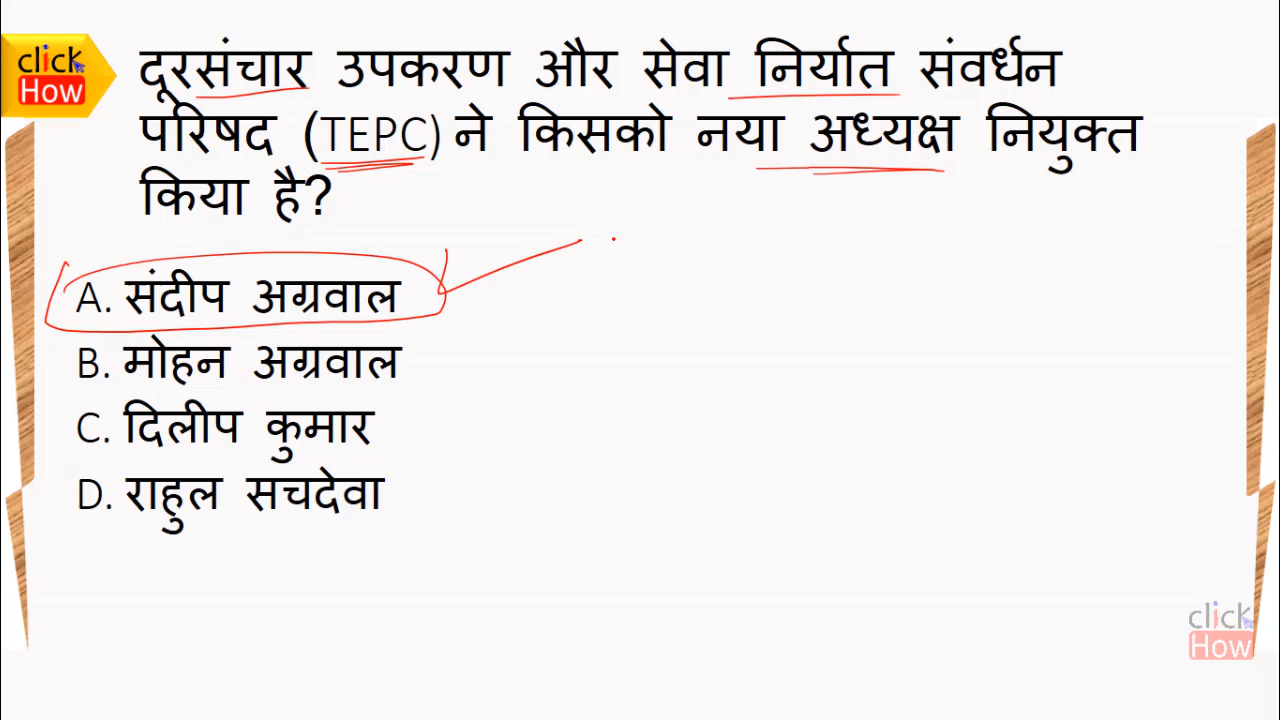 click
How
दूरसंचार उपकरण और सेवा निर्यात संवर्धन
परिषद (TEPC) ने किसको नया अध्यक्ष नियुक्त
किया है?
A. संदीप अग्रवाल
B. मोहन अग्रवाल
C. दिलीप कुमार
D. राहुल सचदेवा
click
How